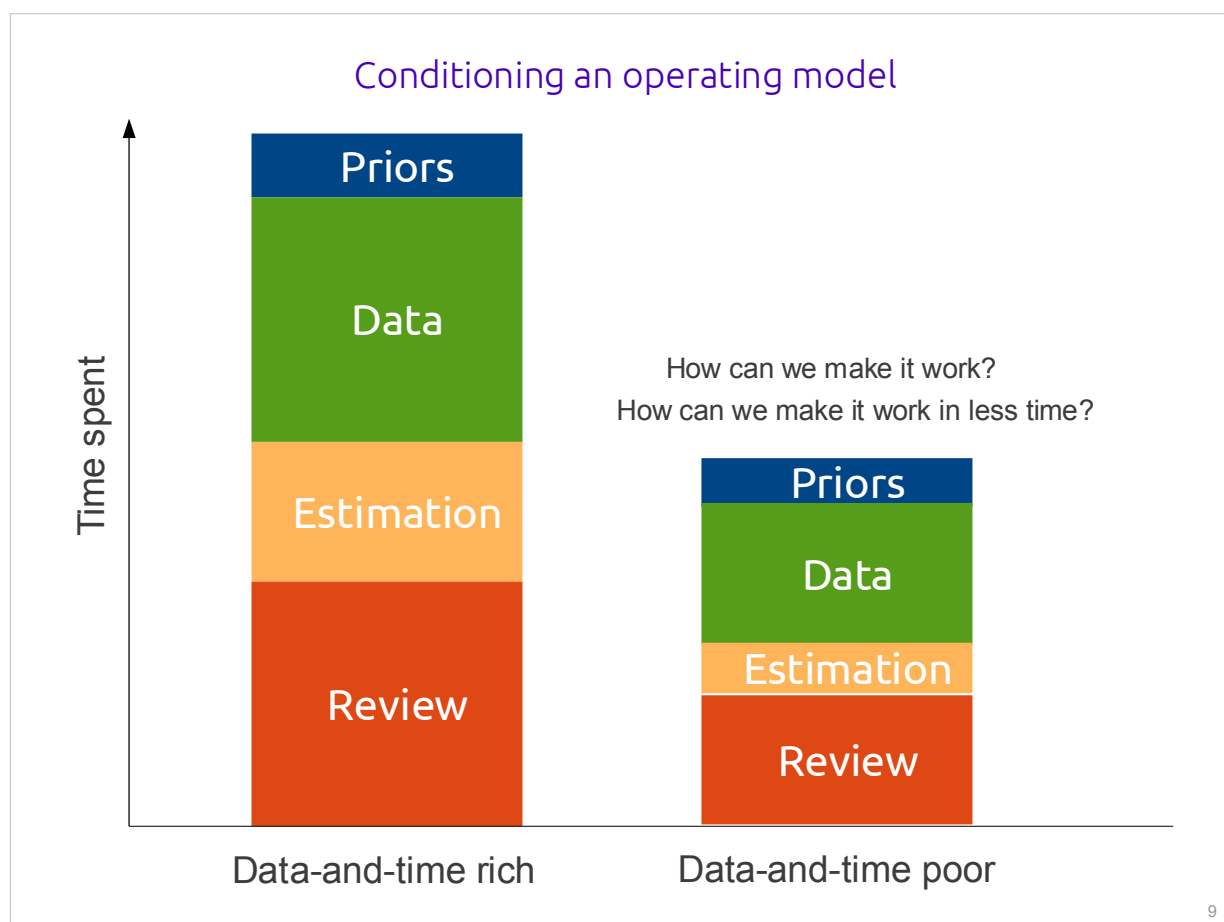 Conditioning an operating model
Time spent
Priors
Data
Estimation
Review
How can we make it work?
How can we make it work in less time?
Priors
Data
Estimation
Review
Data-and-time rich
Data-and-time poor
9